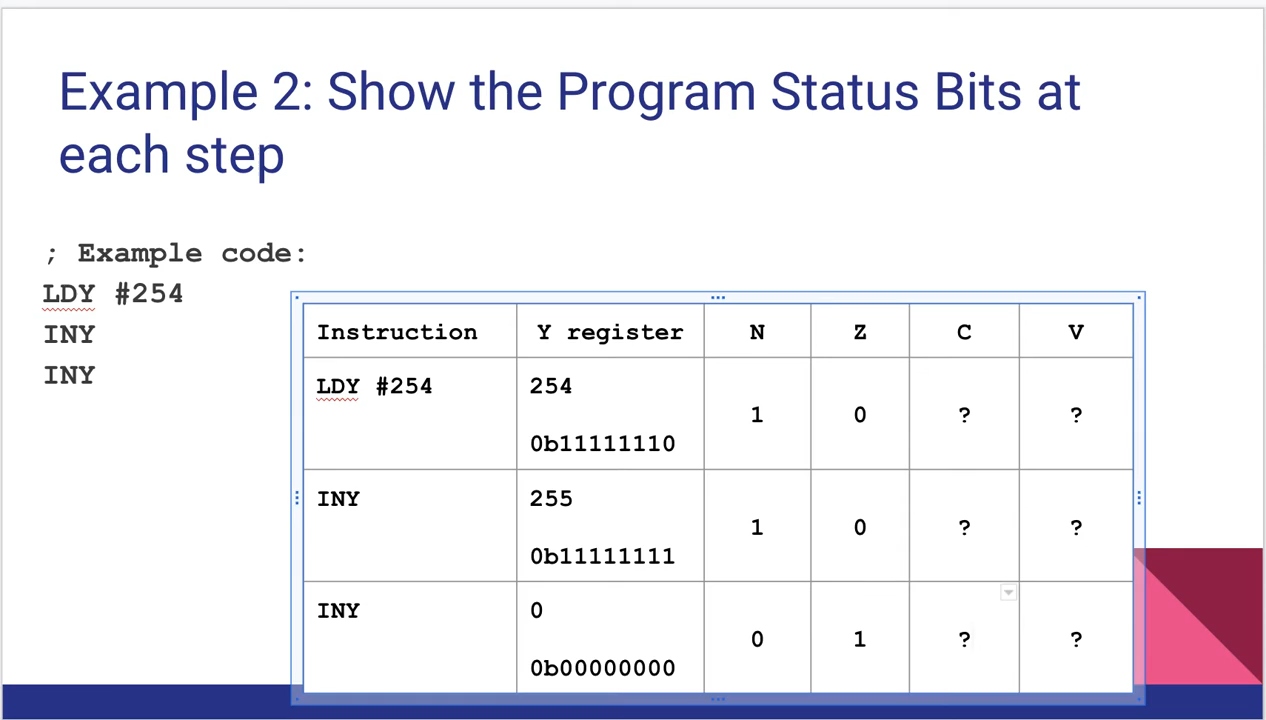 Example 2: Show the Program Status Bits at
each step
; Example code:
LDY #254
INY
INY
Instruction Y register N Z C V
LDY #254 254
0b11111110 1 0 ? ?
INY 255
0b11111111 1 0 ? ?
INY 0
0b00000000 0 1 ? ?